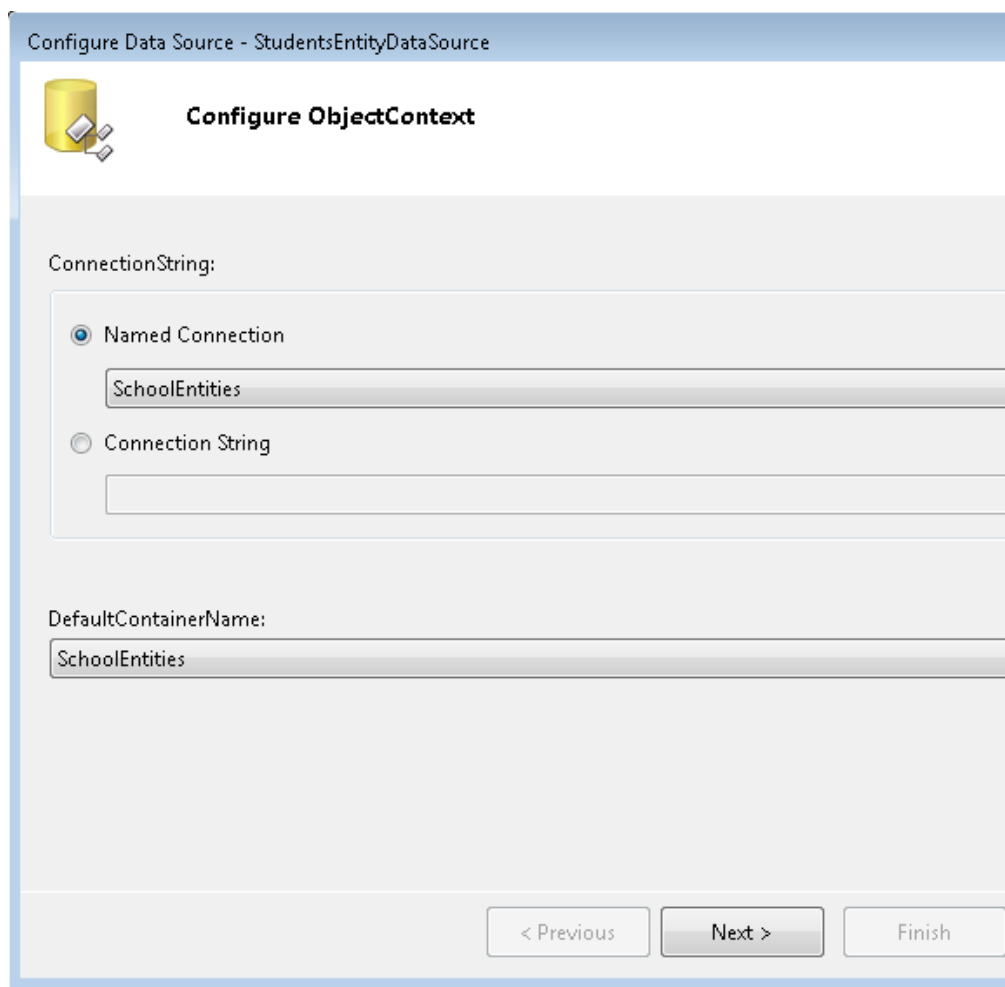 Configure Data Source - StudentsEntityDataSource
Configure ObjectContext
ConnectionString:
Named Connection
SchoolEntities
Connection String
DefaultContainerName:
SchoolEntities
< Previous Next > Finish